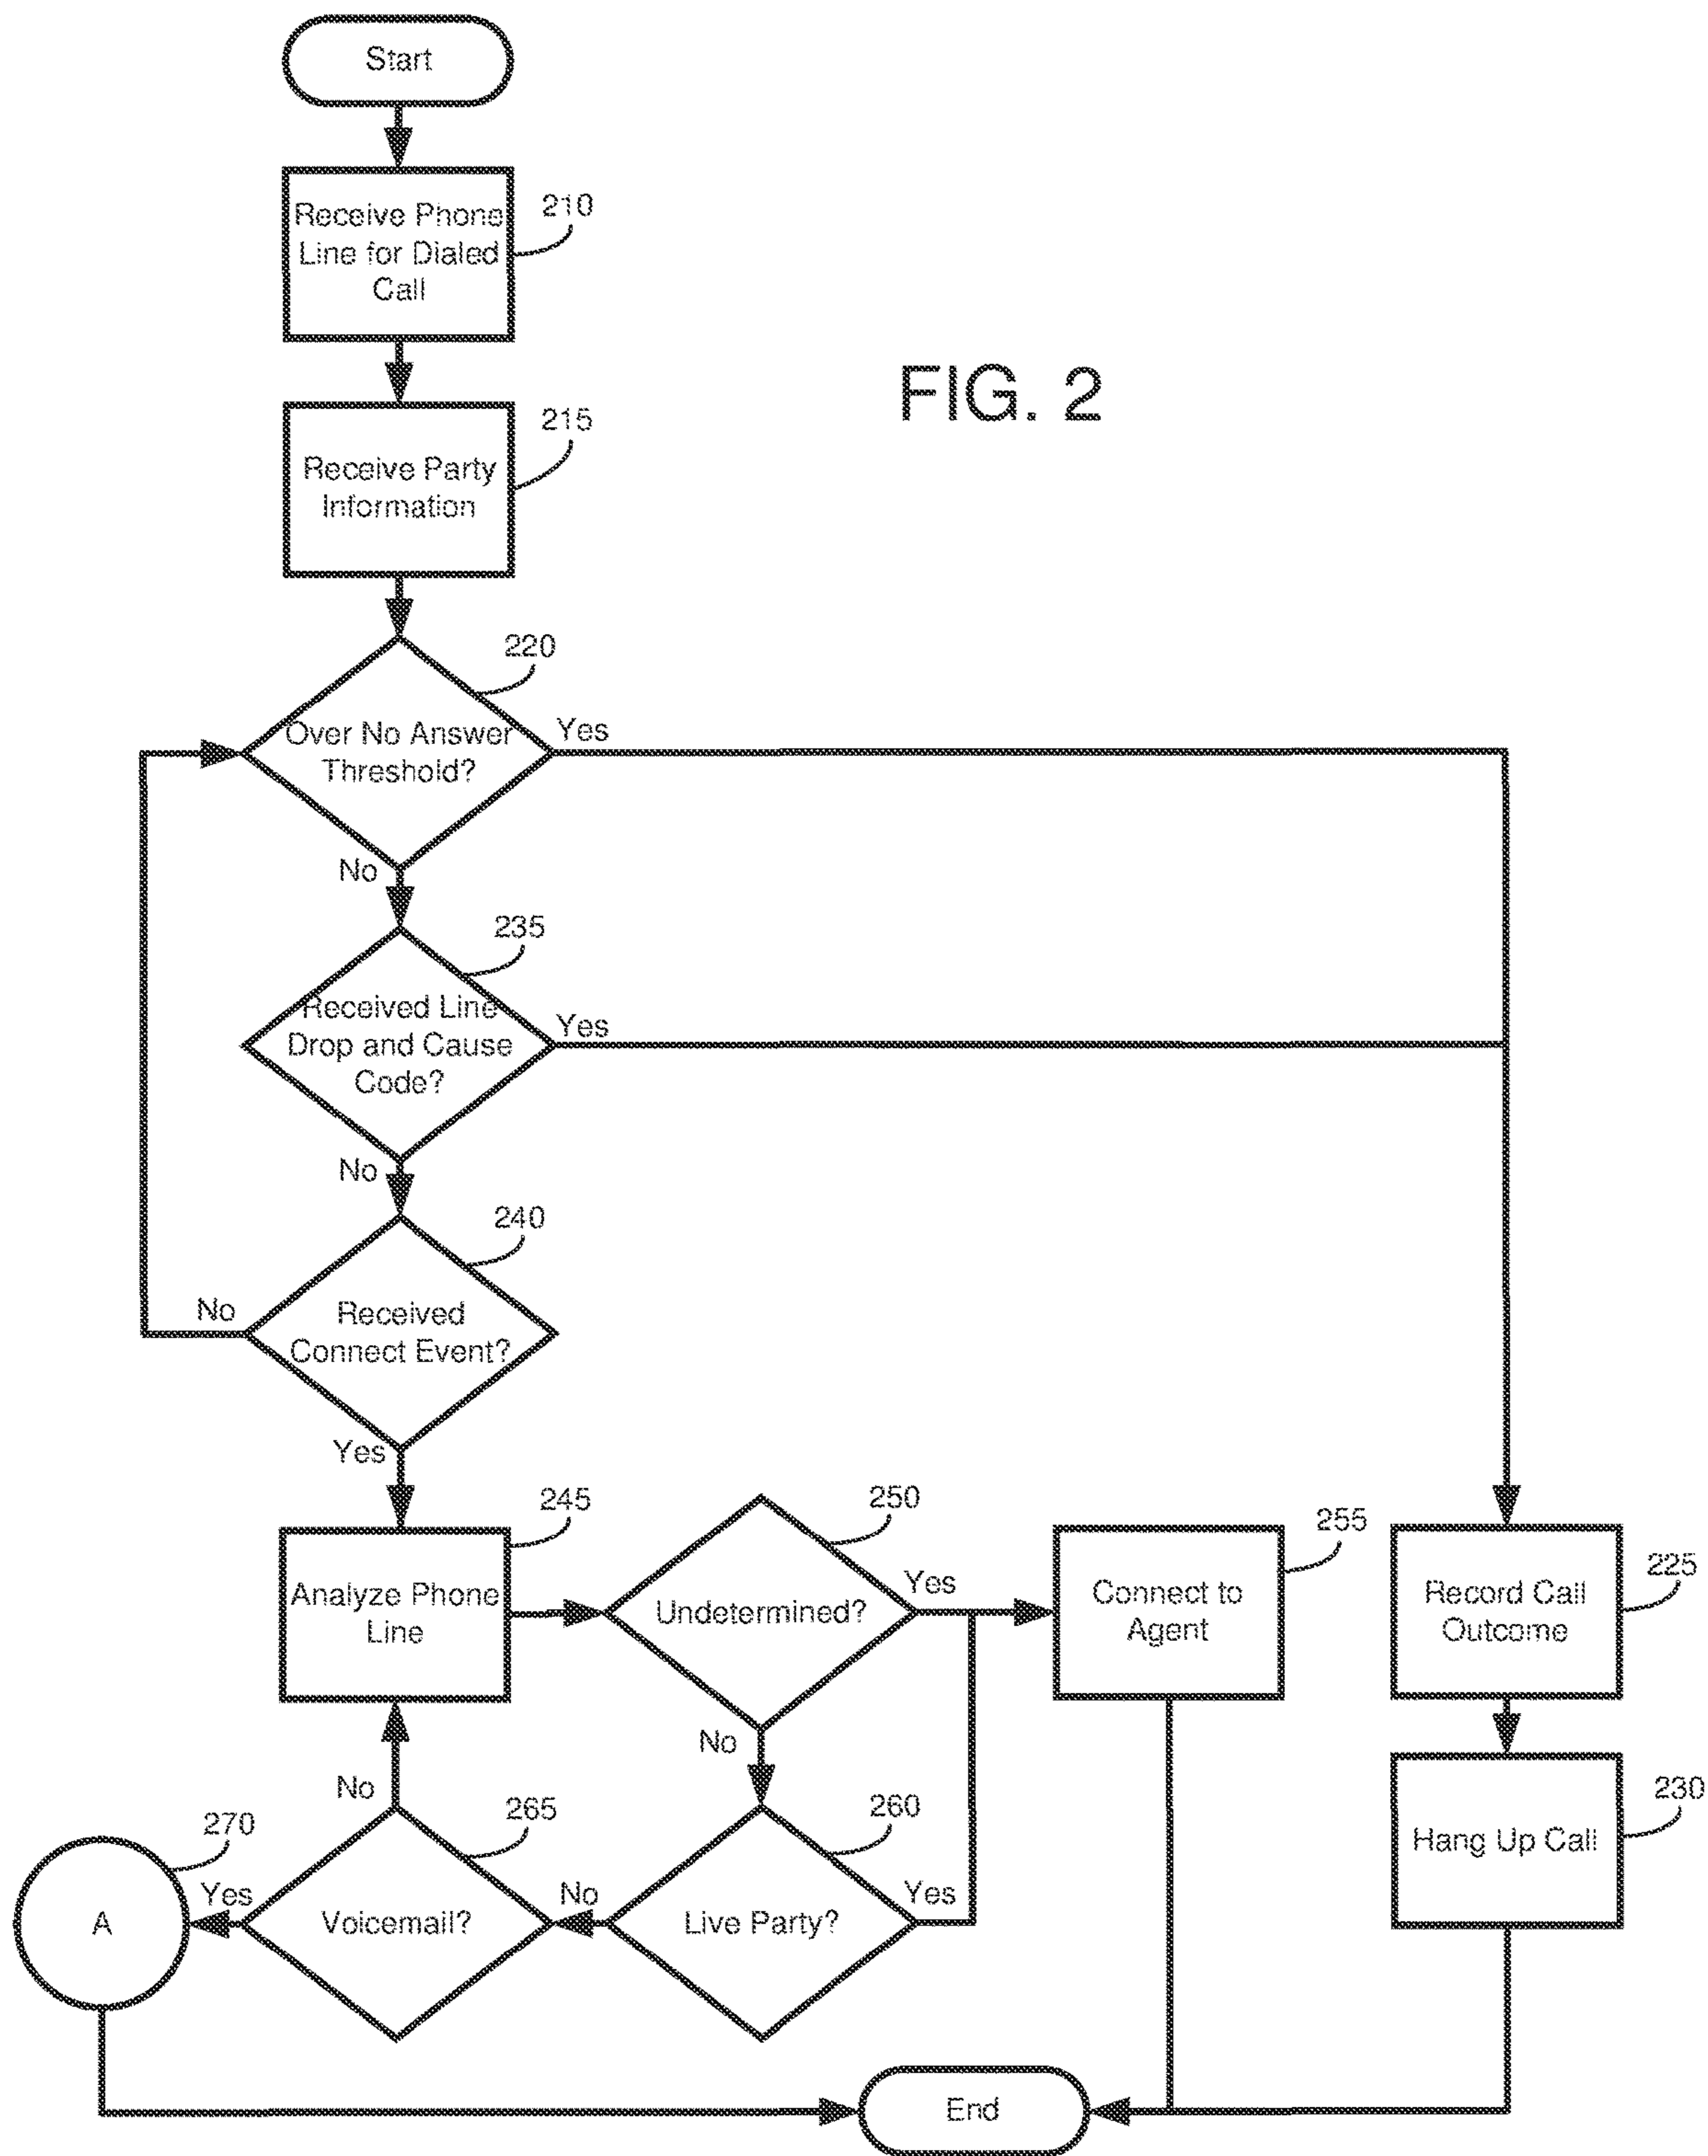 Start
Receive Phone
Line for Dialed
Call
210
FIG. 2
Receive Party
Information
215
Over No Answer
Threshold?
220
Yes
No
Received Line
Drop and Cause
Code?
235
Yes
No
Received
Connect Event?
240
No
Yes
Analyze Phone
Line
245
Undetermined?
250
Yes
No
Connect to
Agent
255
Record Call
Outcome
225
Hang Up Call
230
Live Party?
260
Yes
No
Voicemail?
265
No
Yes
A
270
End